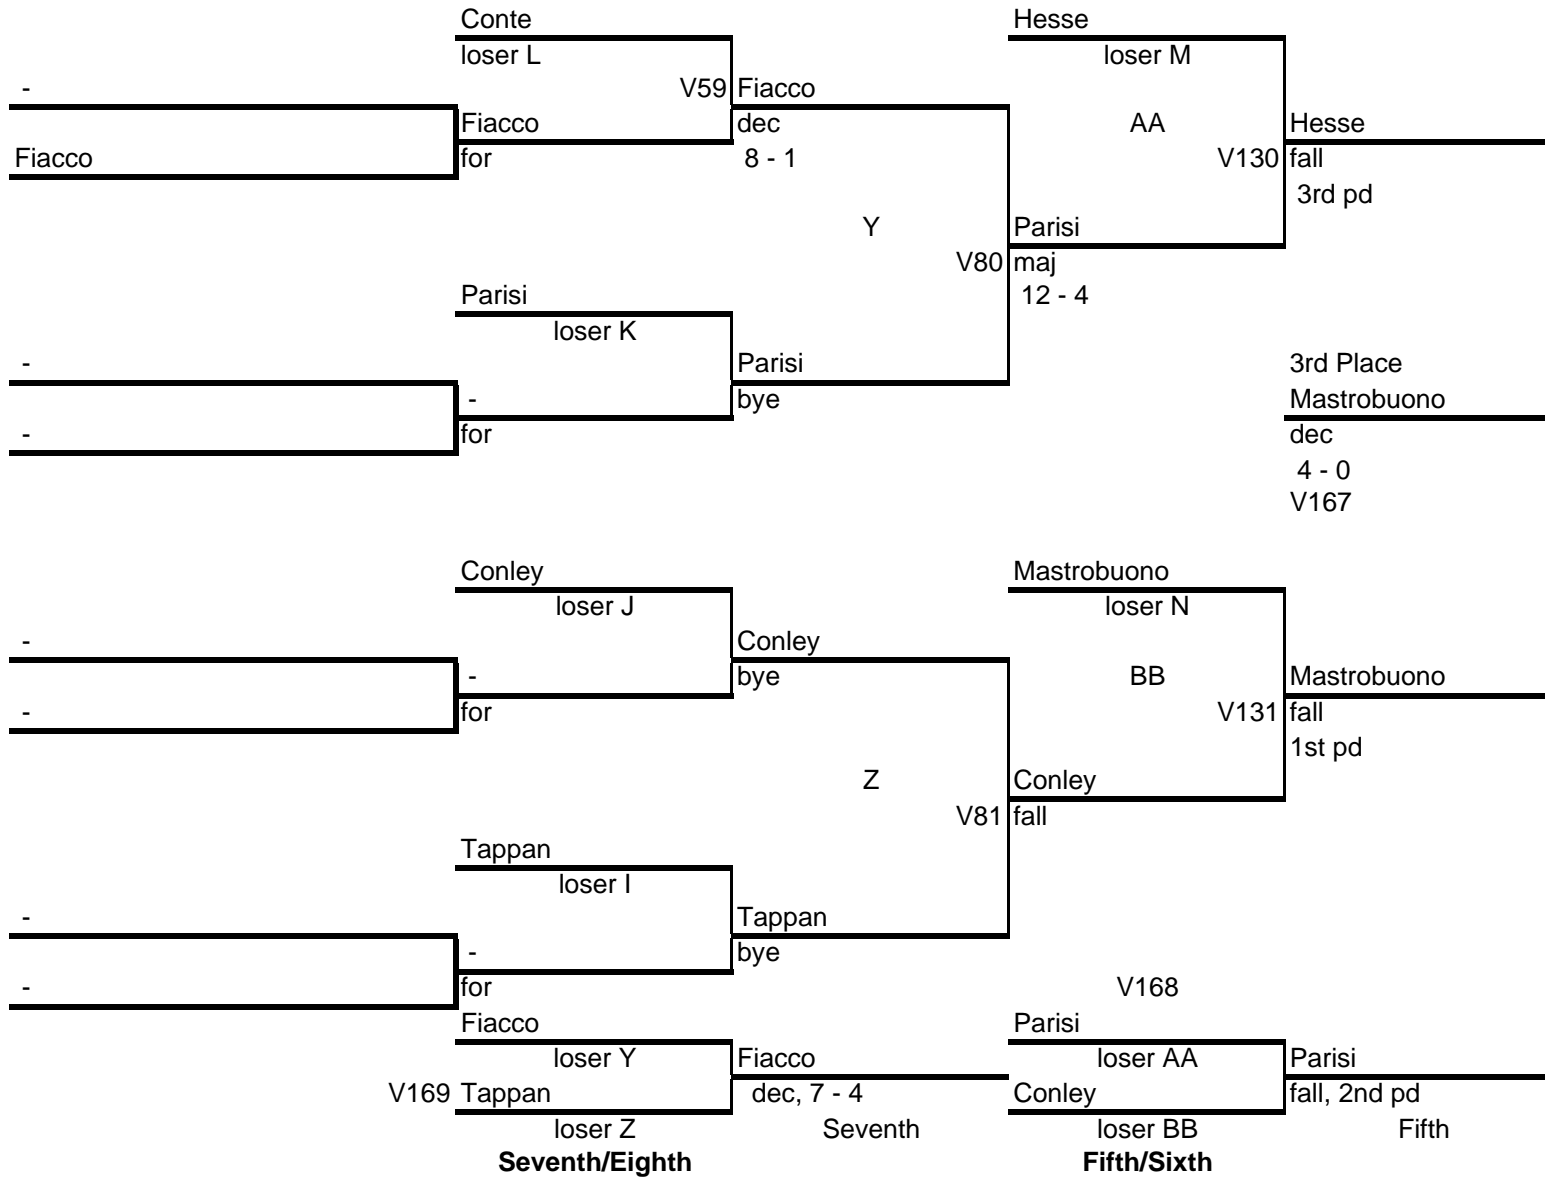 Conte
Hesse
loser L
loser M
-
V59 Fiacco
Fiacco
dec
AA
Hesse
Fiacco
for
8 - 1
V130 fall
3rd pd
Y
Parisi
V80 maj
Parisi
12 - 4
loser K
-
Parisi
3rd Place
-
bye
Mastrobuono
-
for
dec
4 - 0
V167
Conley
Mastrobuono
loser J
loser N
-
Conley
-
bye
BB
Mastrobuono
-
for
V131 fall
1st pd
Z
Conley
V81 fall
Tappan
loser I
-
Tappan
-
bye
-
for
V168
Fiacco
Parisi
loser Y
Fiacco
loser AA
Parisi
V169 Tappan
dec, 7 - 4
Conley
fall, 2nd pd
loser Z
Seventh
loser BB
Fifth
Seventh/Eighth
Fifth/Sixth